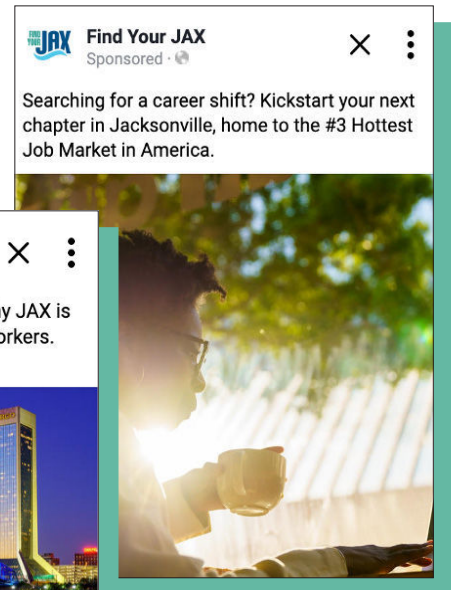 FIND
YOUR
JAX
Find Your JAX
Sponsored ·
Searching for a career shift? Kickstart your next
chapter in Jacksonville, home to the #3 Hottest
Job Market in America.
JAX is